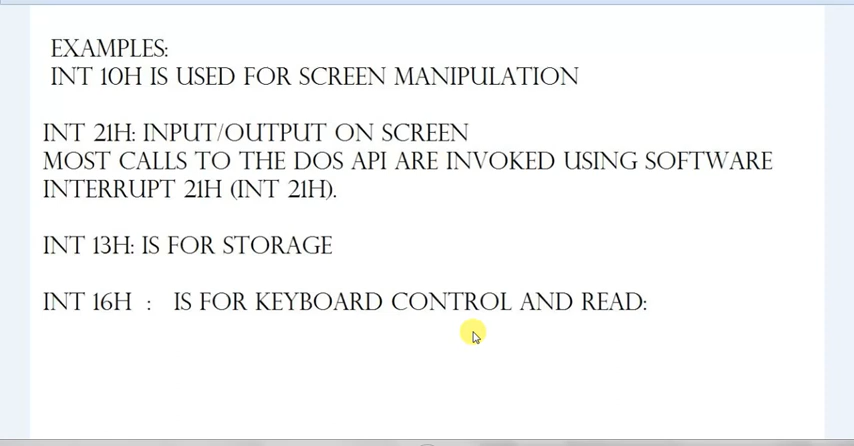 EXAMPLES:
INT 10H IS USED FOR SCREEN MANIPULATION
INT 21H: INPUT/OUTPUT ON SCREEN
MOST CALLS TO THE DOS API ARE INVOKED USING SOFTWARE
INTERRUPT 21H (INT 21H).
INT 13H: IS FOR STORAGE
INT 16H : IS FOR KEYBOARD CONTROL AND READ: